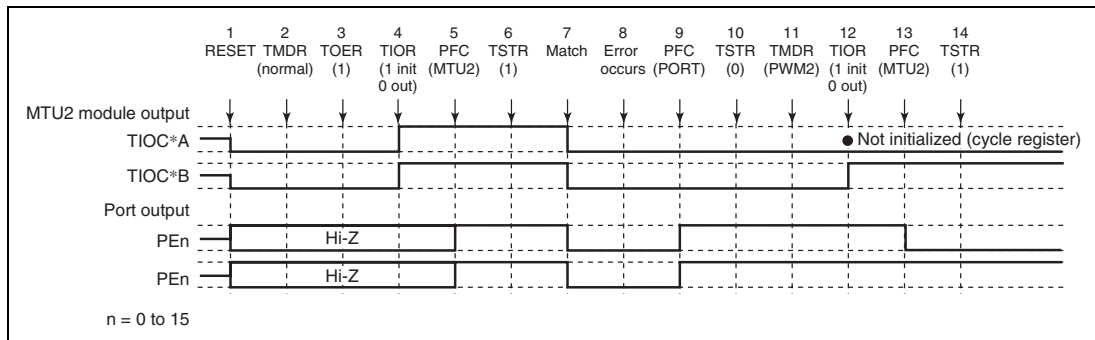 1 2 3 4 5 6 7 8 9 10 11 12 13 14
RESET TMDR TOER TIOR PFC TSTR Match Error PFC TSTR TMDR TIOR PFC TSTR
(normal) (1) (1 init (MTU2) (1) occurs (PORT) (0) (PWM2) (1 init (MTU2) (1)
0 out) 0 out)
MTU2 module output
TIOC*A
● Not initialized (cycle register)
TIOC*B
Port output
PEn
Hi-Z
PEn
Hi-Z
n = 0 to 15